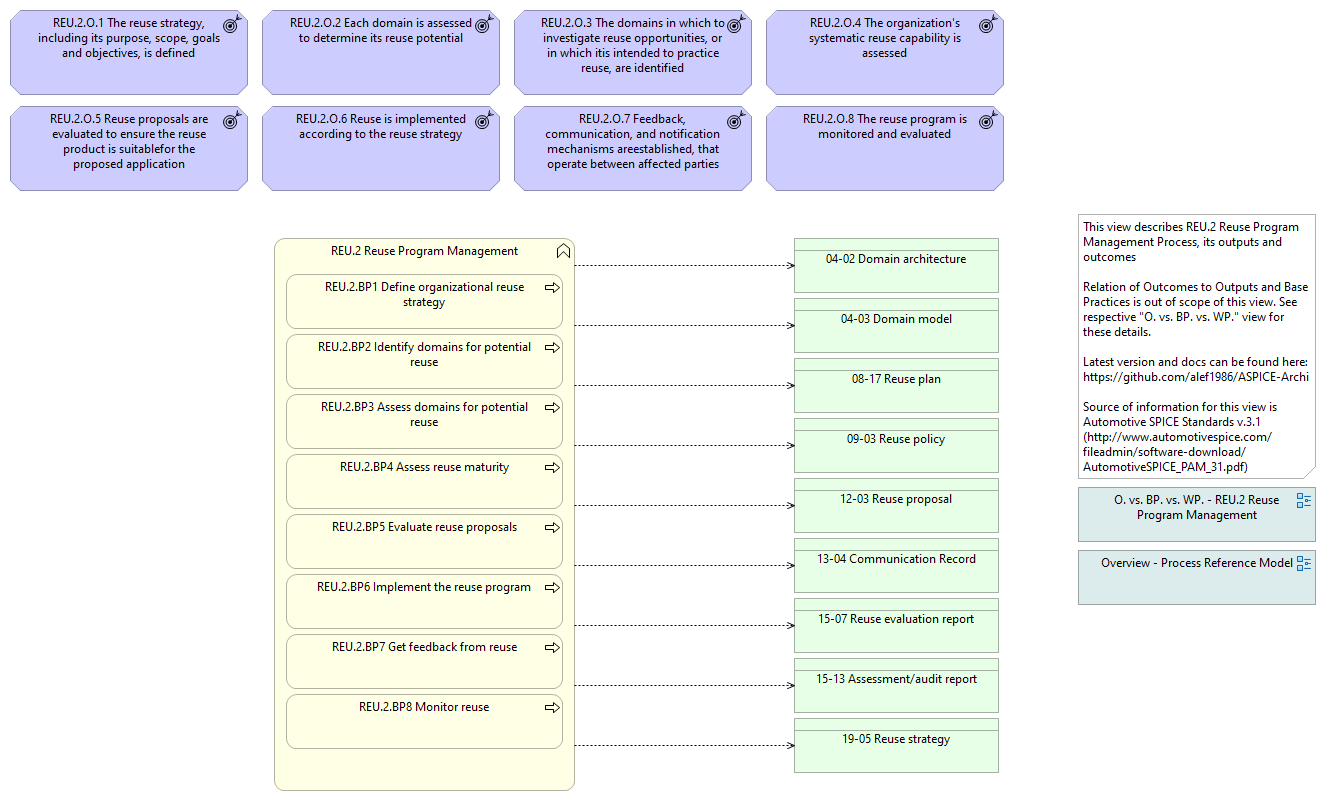 REU.2.O.1 The reuse strategy,
including its purpose, scope, goals
and objectives, is defined
REU.2.O.2 Each domain is assessed
to determine its reuse potential
REU.2.O.3 The domains in which to
investigate reuse opportunities, or
in which itis intended to practice
reuse, are identified
REU.2.O.4 The organization's
systematic reuse capability is
assessed
REU.2.O.5 Reuse proposals are
evaluated to ensure the reuse
product is suitablefor the
proposed application
REU.2.O.6 Reuse is implemented
according to the reuse strategy
REU.2.O.7 Feedback,
communication, and notification
mechanisms areestablished, that
operate between affected parties
REU.2.O.8 The reuse program is
monitored and evaluated
REU.2 Reuse Program Management
REU.2.BP1 Define organizational reuse
strategy
REU.2.BP2 Identify domains for potential
reuse
REU.2.BP3 Assess domains for potential
reuse
REU.2.BP4 Assess reuse maturity
REU.2.BP5 Evaluate reuse proposals
REU.2.BP6 Implement the reuse program
REU.2.BP7 Get feedback from reuse
REU.2.BP8 Monitor reuse
04-02 Domain architecture
04-03 Domain model
08-17 Reuse plan
09-03 Reuse policy
12-03 Reuse proposal
13-04 Communication Record
15-07 Reuse evaluation report
15-13 Assessment/audit report
19-05 Reuse strategy
This view describes REU.2 Reuse Program
Management Process, its outputs and
outcomes
Relation of Outcomes to Outputs and Base
Practices is out of scope of this view. See
respective "O. vs. BP. vs. WP." view for
these details.
Latest version and docs can be found here:
https://github.com/alef1986/ASPICE-Archi
Source of information for this view is
Automotive SPICE Standards v.3.1
(http://www.automotivespice.com/
fileadmin/software-download/
AutomotiveSPICE_PAM_31.pdf)
O. vs. BP. vs. WP. - REU.2 Reuse
Program Management
Overview - Process Reference Model